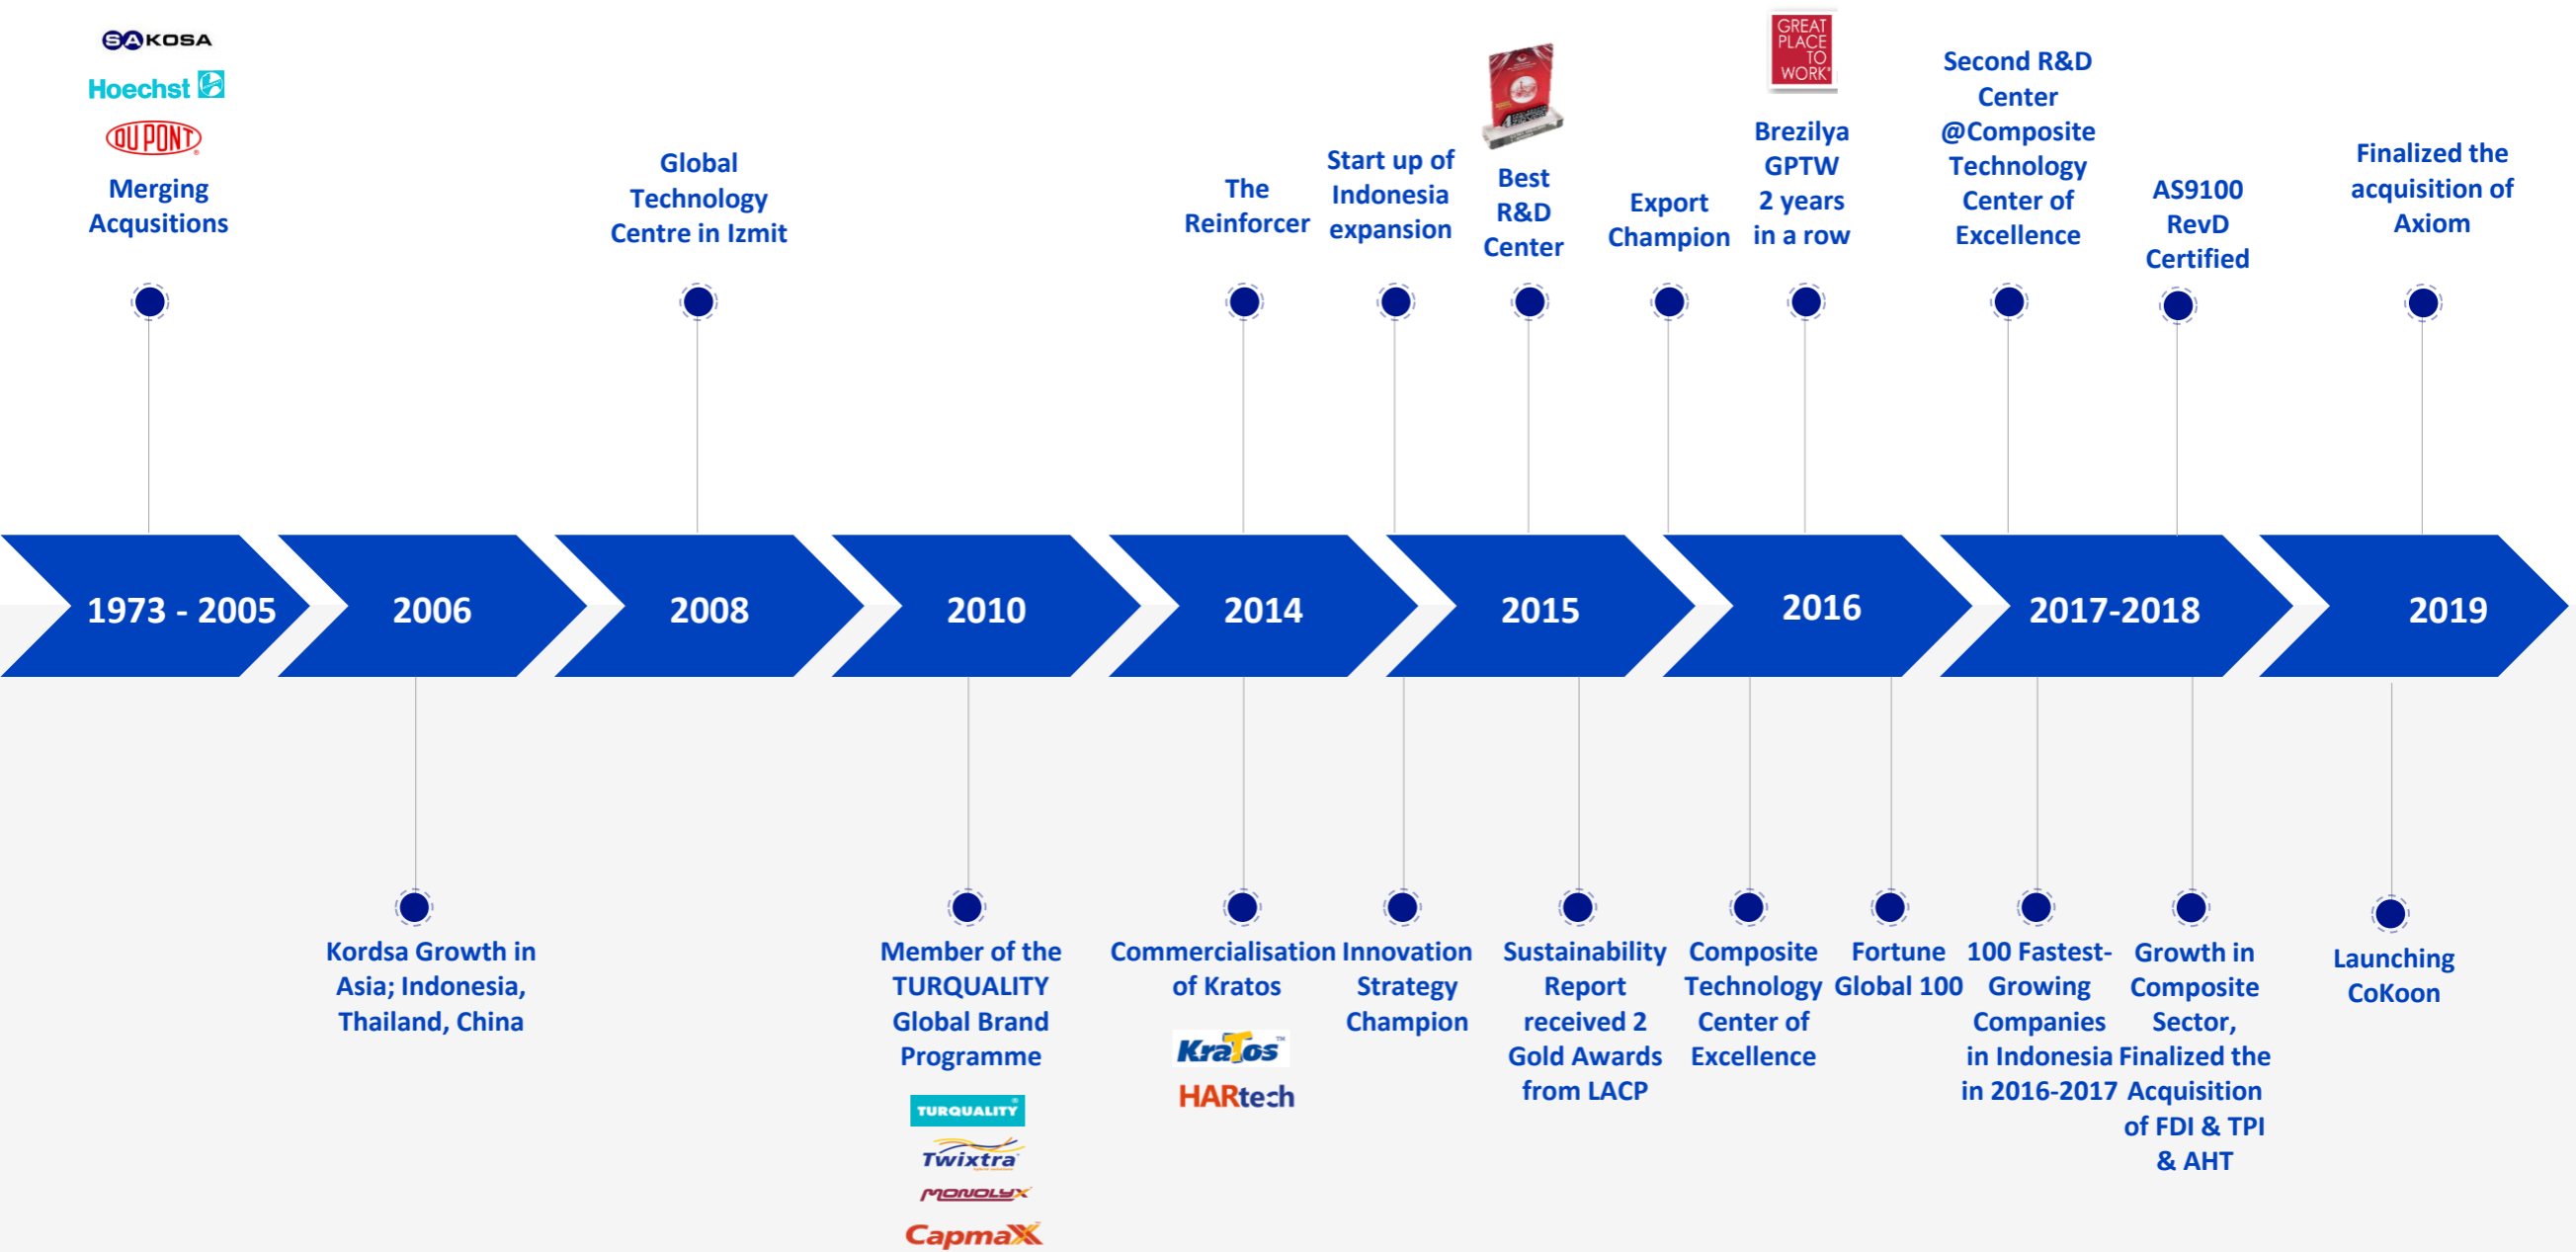 SAKOSA
Hoechst
DU PONT
Merging
Acqusitions
Global
Technology
Centre in Izmit
The
Reinforcer
Start up of
Indonesia
expansion
Best
R&D
Center
Export
Champion
GREAT
PLACE
TO
WORK®
Brezilya
GPTW
2 years
in a row
Second R&D
Center
@Composite
Technology
Center of
Excellence
AS9100
RevD
Certified
Finalized the
acquisition of
Axiom
1973 - 2005
2006
2008
2010
2014
2015
2016
2017-2018
2019
Kordsa Growth in
Asia; Indonesia,
Thailand, China
Member of the
TURQUALITY
Global Brand
Programme
TURQUALITY®
Twixtra
MONOLYX
CapmaXX
Commercialisation
of Kratos
KraTos™
HARtech
Innovation
Strategy
Champion
Sustainability
Report
received 2
Gold Awards
from LACP
Composite
Technology
Center of
Excellence
Fortune
Global 100
100 Fastest-
Growing
Companies
in Indonesia
in 2016-2017
Growth in
Composite
Sector,
Finalized the
Acquisition
of FDI & TPI
& AHT
Launching
CoKoon